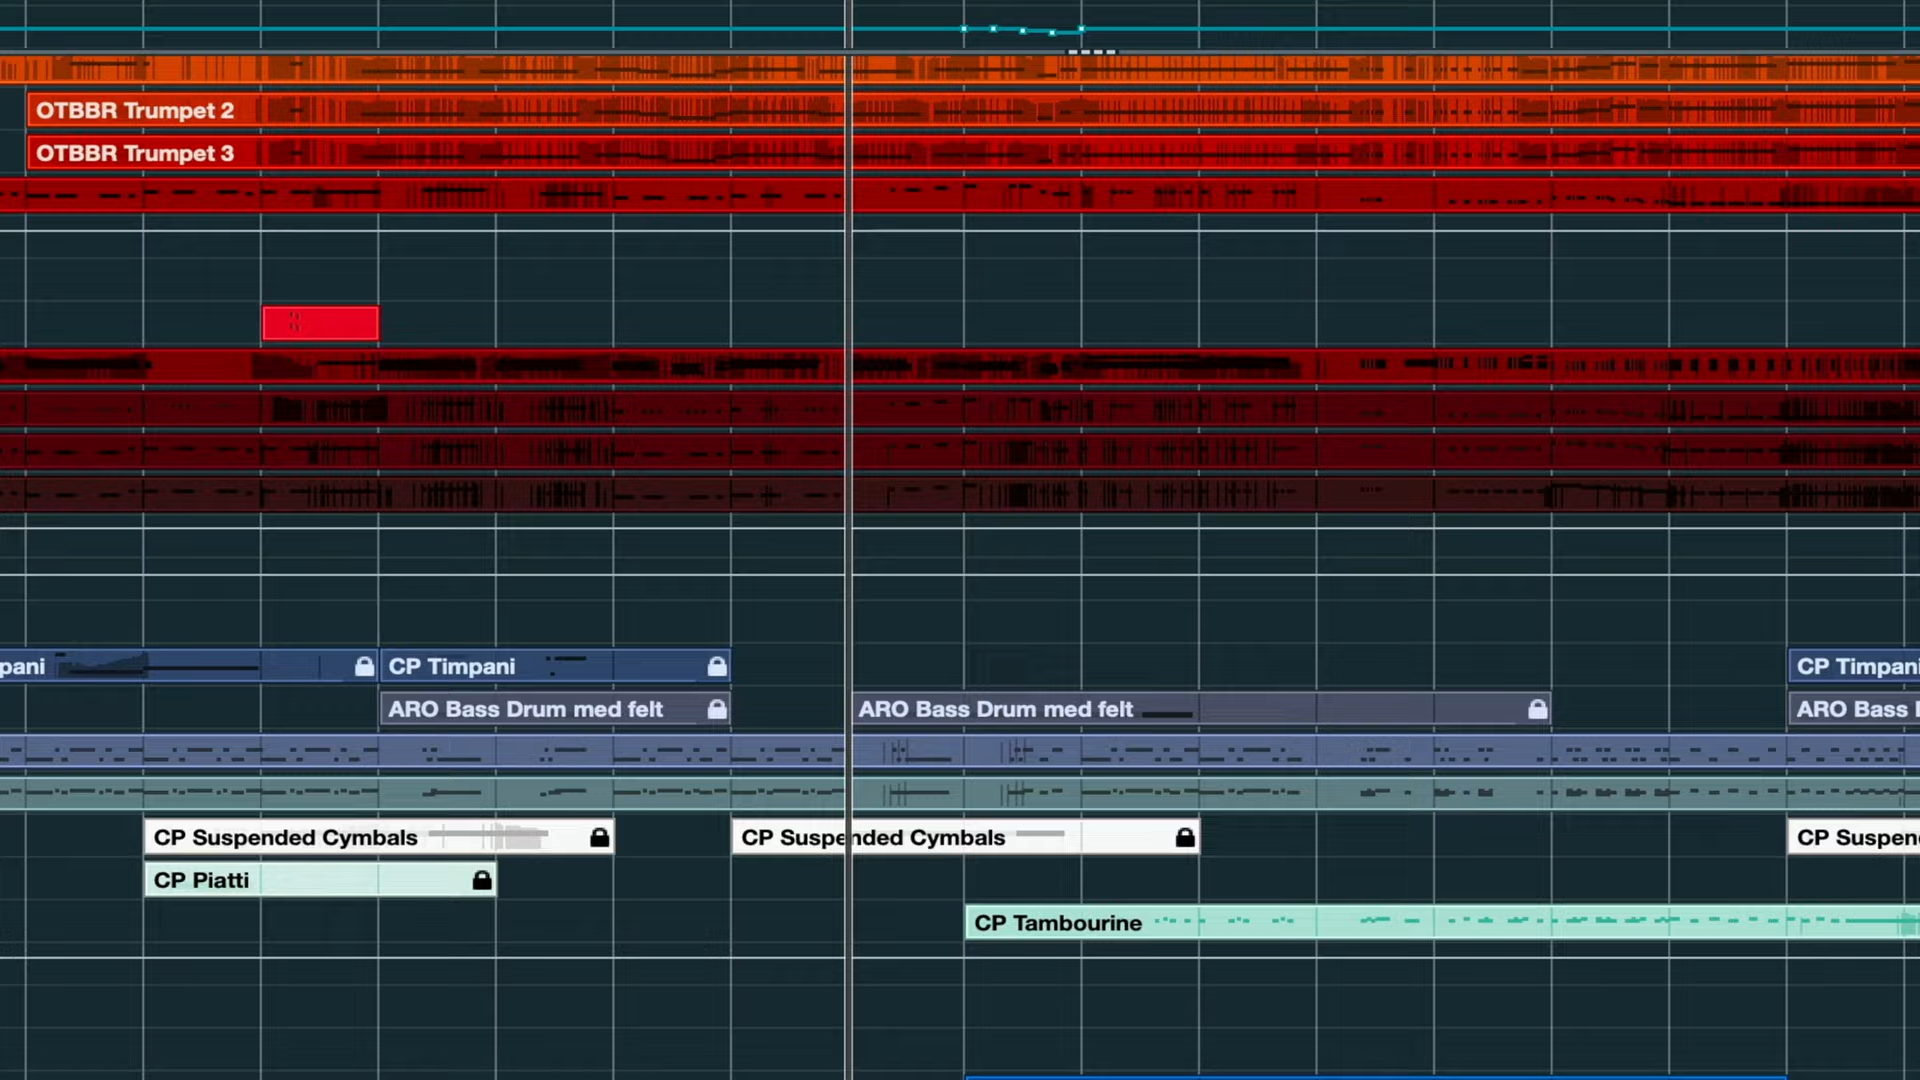 OTBBR Trumpet 2
OTBBR Trumpet 3
pani
CP Timpani
CP Timpani
ARO Bass Drum med felt
ARO Bass Drum med felt
ARO Bass
CP Suspended Cymbals
CP Suspended Cymbals
CP Suspen
CP Piatti
CP Tambourine